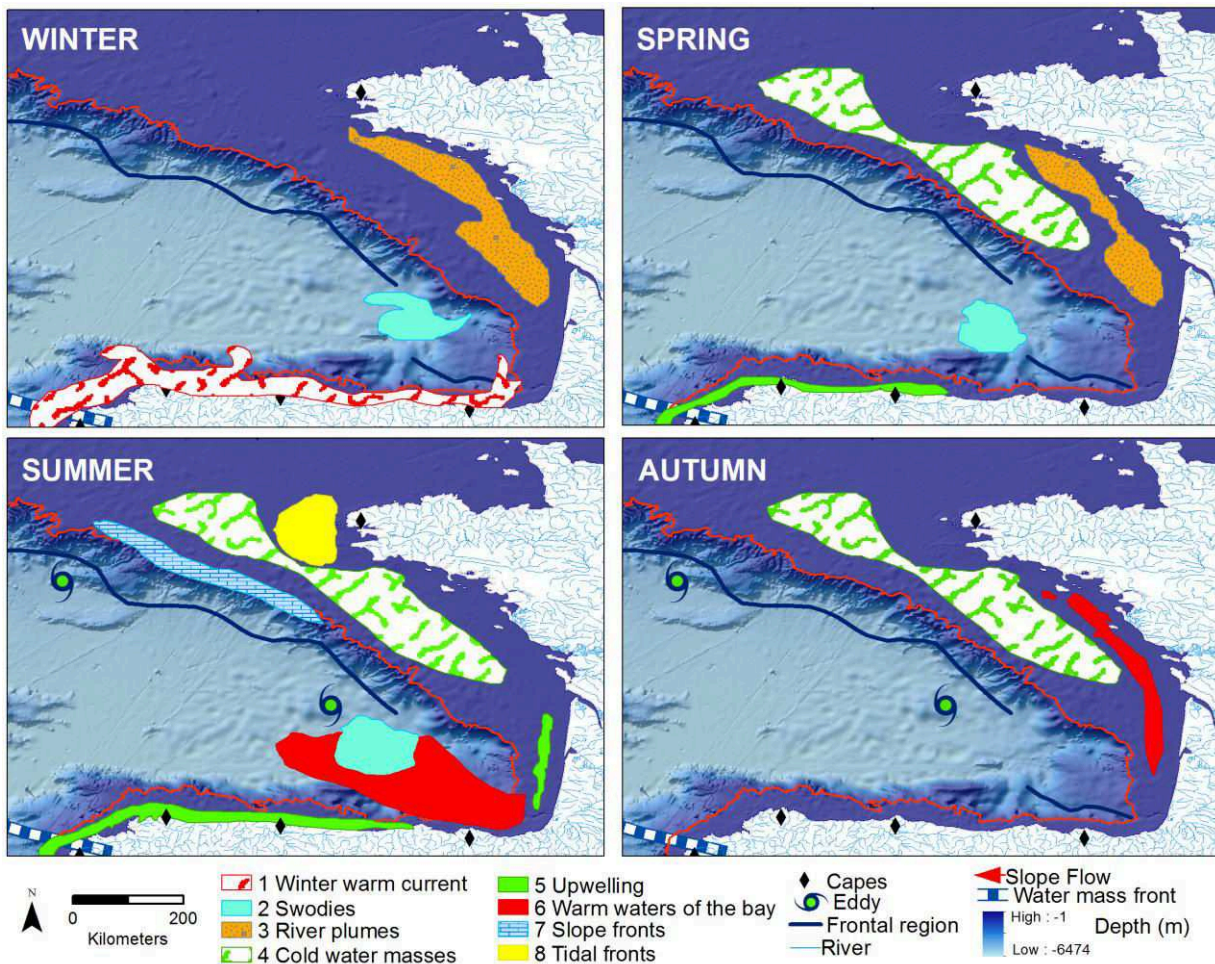 WINTER
SPRING
SUMMER
AUTUMN
N
0 200
Kilometers
1 Winter warm current
2 Swodies
3 River plumes
4 Cold water masses
5 Upwelling
6 Warm waters of the bay
7 Slope fronts
8 Tidal fronts
Capes
Eddy
Frontal region
River
Slope Flow
Water mass front
High : -1
Depth (m)
Low : -6474